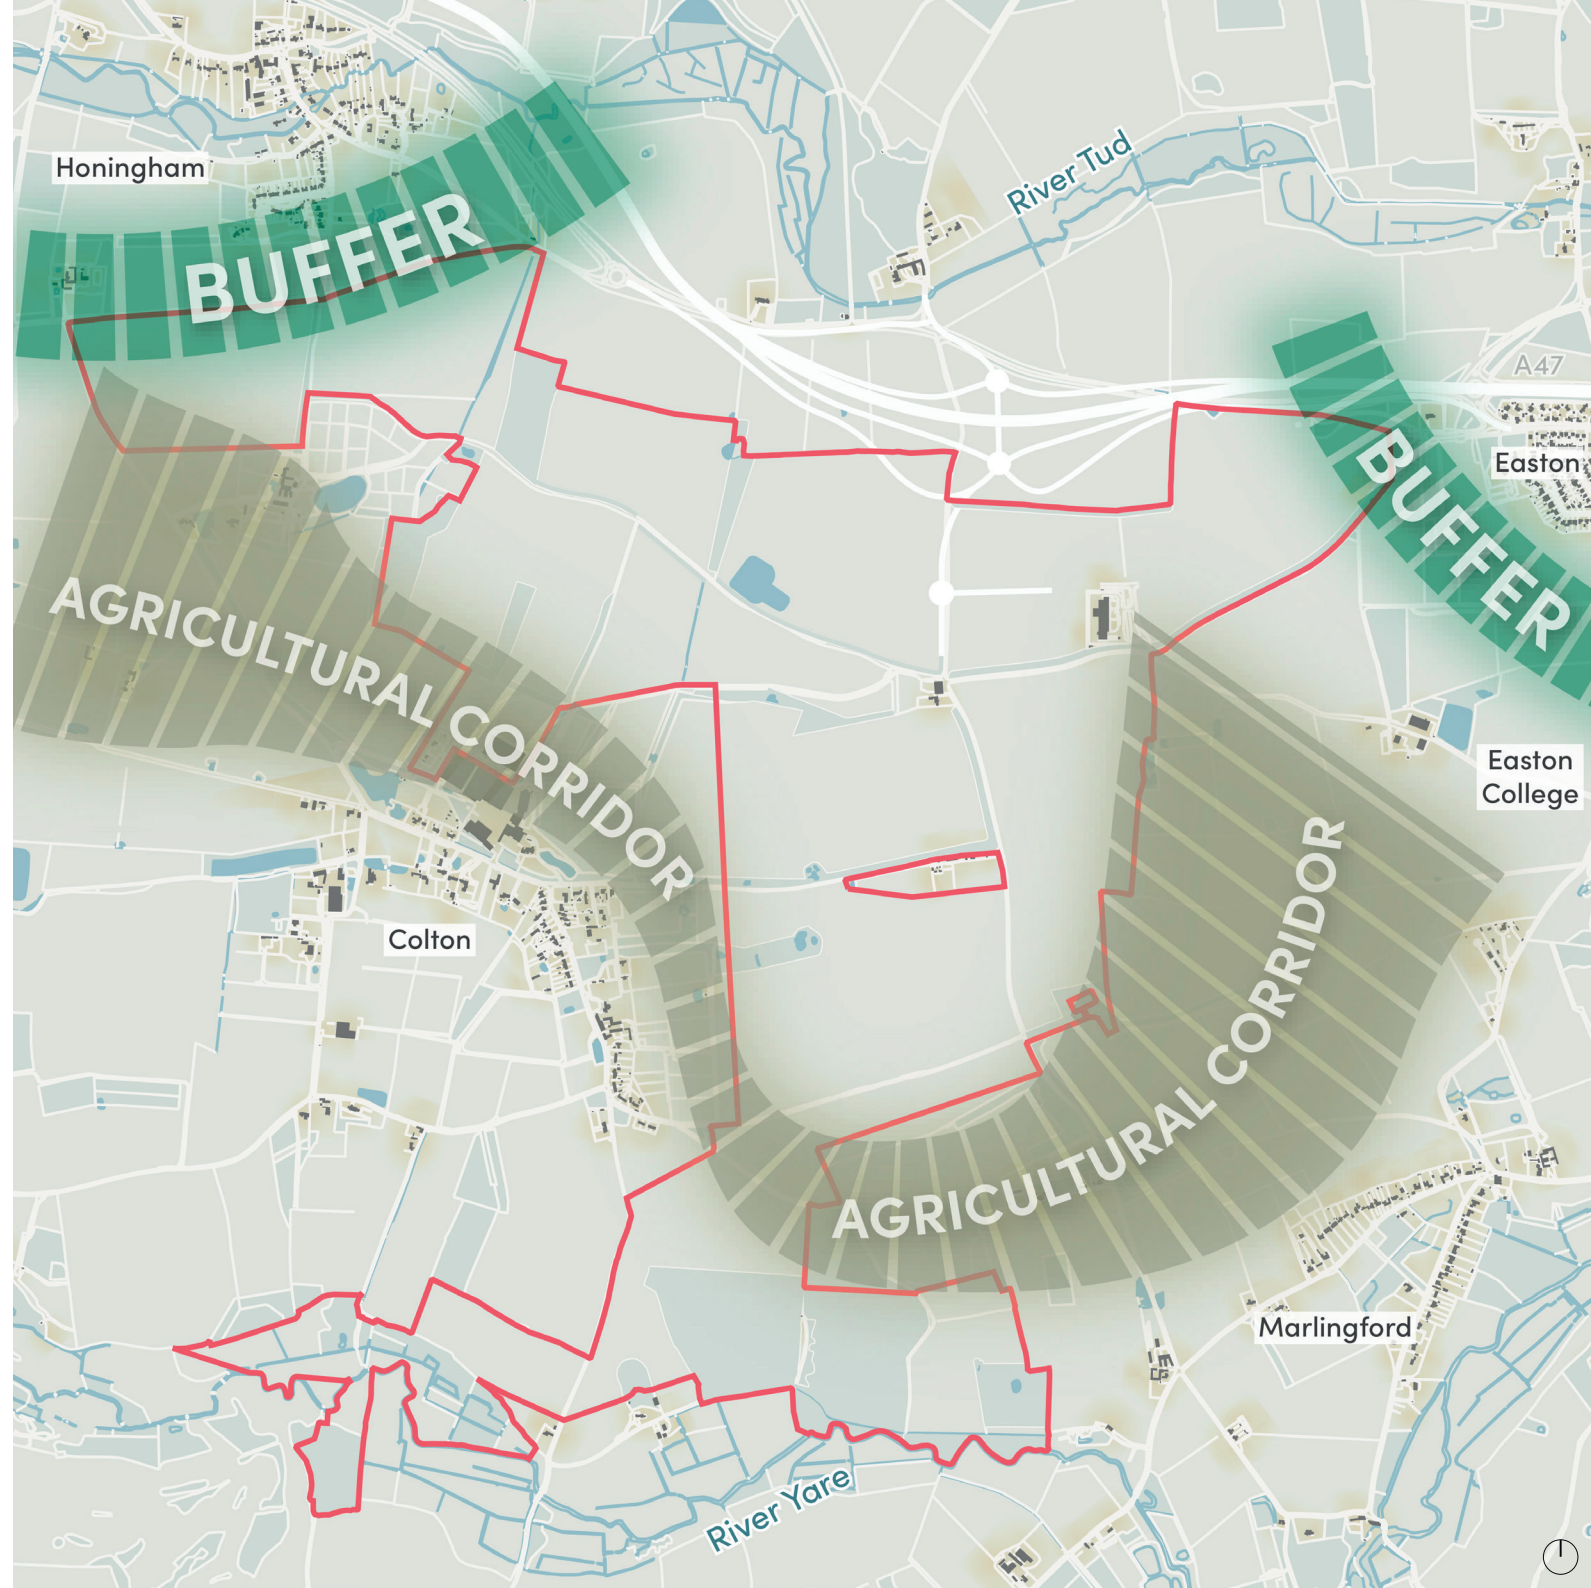 Honingham
BUFFER
River Tud
A47
Easton
BUFFER
AGRICULTURAL CORRIDOR
Easton
College
Colton
AGRICULTURAL CORRIDOR
Marlingford
River Yare